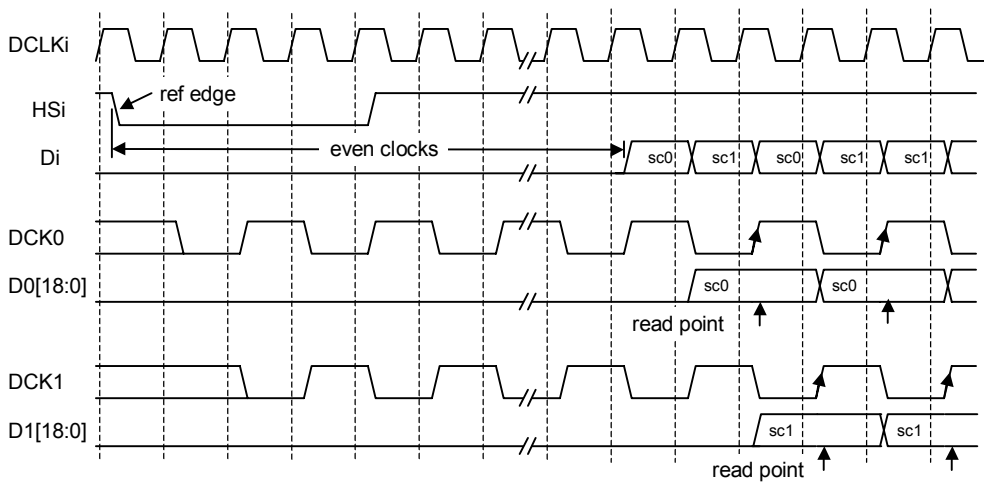 DCLKi
HSi
ref edge
Di
even clocks
sc0 sc1 sc0 sc1 sc1
DCK0
D0[18:0]
sc0 sc0
read point
DCK1
D1[18:0]
sc1 sc1
read point